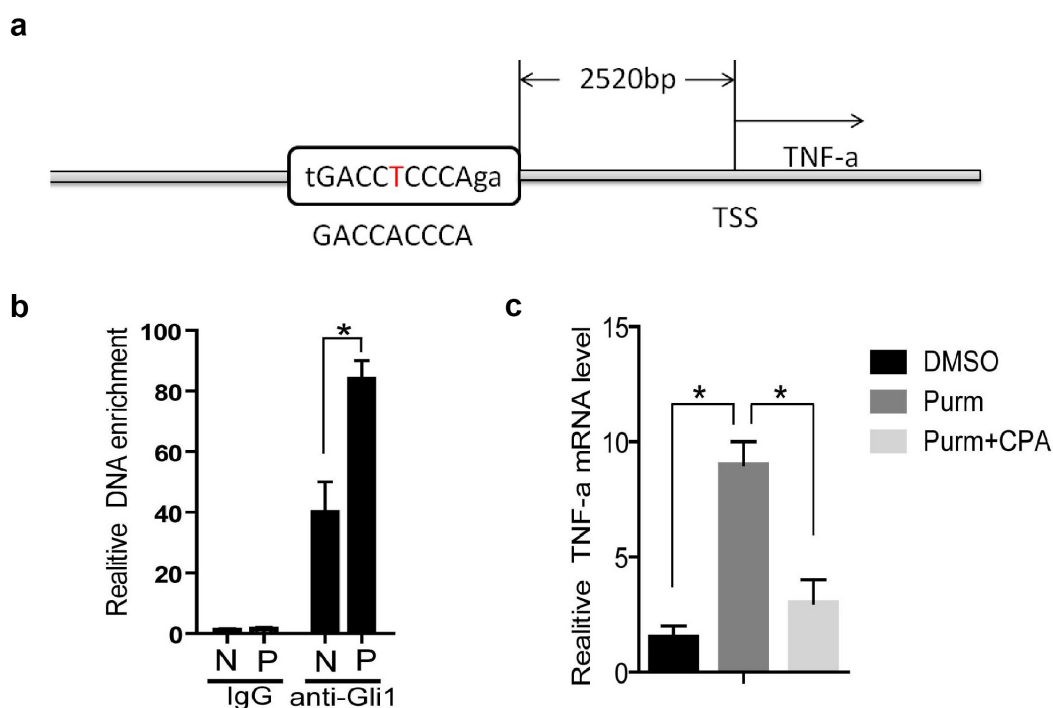 a
2520bp
tGACCTCCCAga
TNF-a
GACCACCCA
TSS
b
Realitive DNA enrichment
100
80
60
40
20
0
*
N P N P
IgG anti-Gli1
c
Realitive TNF-a mRNA level
15
10
5
0
* *
DMSO
Purm
Purm+CPA